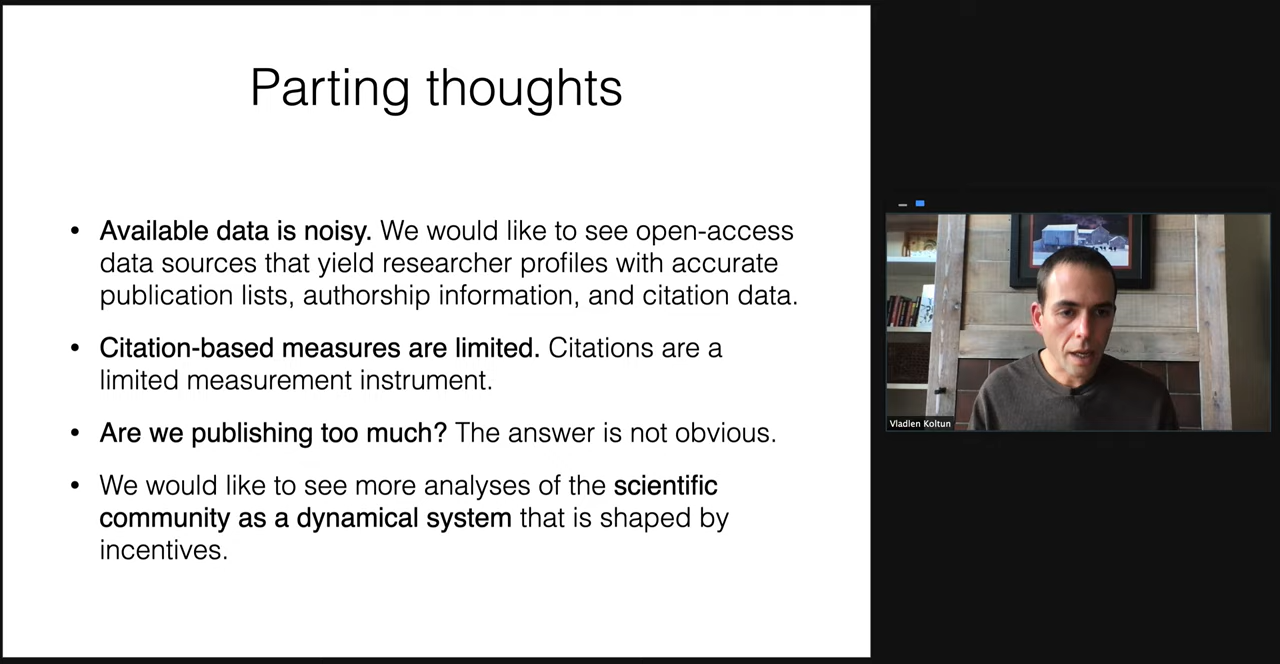 Parting thoughts
• Available data is noisy. We would like to see open-access
data sources that yield researcher profiles with accurate
publication lists, authorship information, and citation data.
• Citation-based measures are limited. Citations are a
limited measurement instrument.
• Are we publishing too much? The answer is not obvious.
• We would like to see more analyses of the scientific
community as a dynamical system that is shaped by
incentives.
Vladlen Koltun